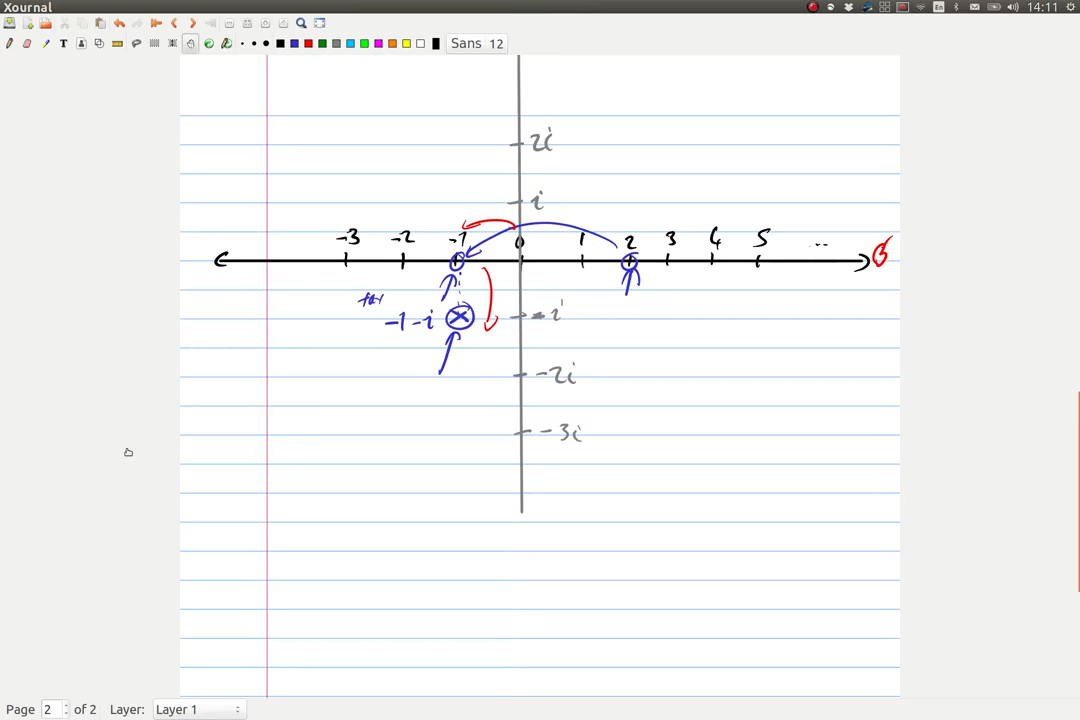 Xournal
En
14:11
T
Sans 12
2i
i
-3 -2 -1 0 1 2 3 4 5 ...
-1 -i
-i
-2i
-3i
Page 2 of 2 Layer: Layer 1